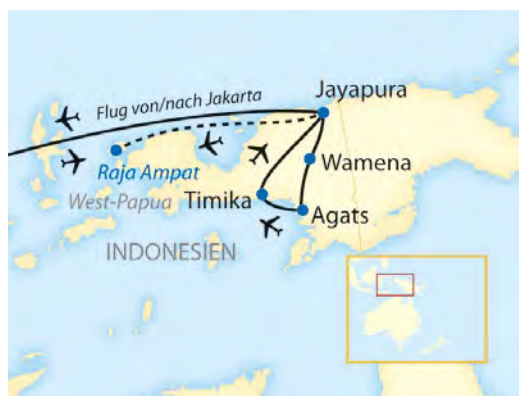 Jayapura
Flug von/nach Jakarta
Wamena
Raja Ampat
West-Papua
Timika
Agats
INDONESIEN